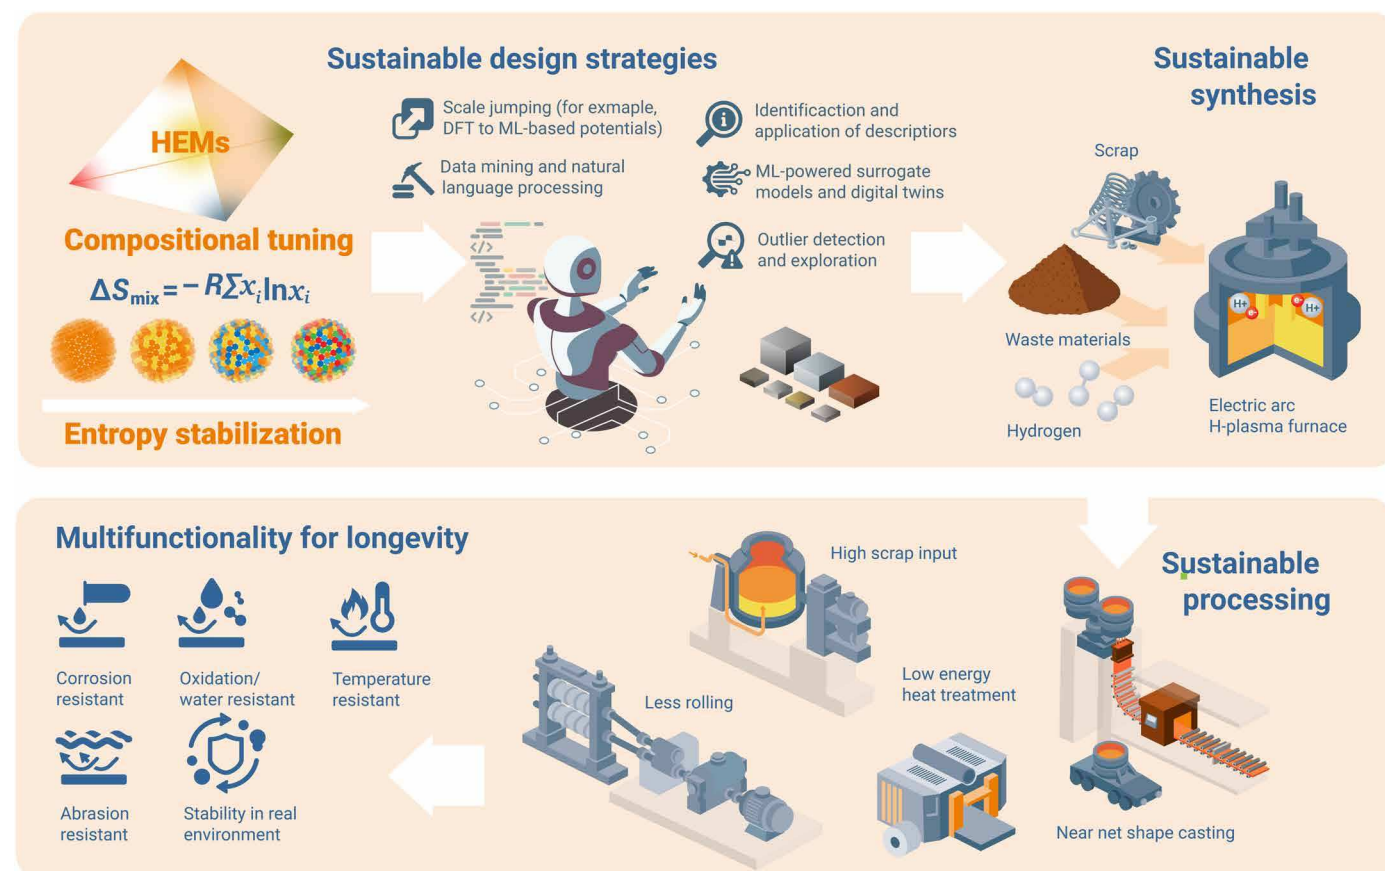 Sustainable design strategies
HEMs
Compositional tuning
ΔSmix = − RΣxᵢlnxᵢ
Entropy stabilization
Scale jumping (for exmaple,
DFT to ML-based potentials)
Data mining and natural
language processing
Identificaction and
application of descriptiors
ML-powered surrogate
models and digital twins
Outlier detection
and exploration
</>
</>
Sustainable
synthesis
Scrap
Waste materials
Hydrogen
H+
e-
e-
H+
Electric arc
H-plasma furnace
Sustainable
processing
High scrap input
Low energy
heat treatment
Less rolling
Near net shape casting
Multifunctionality for longevity
Corrosion
resistant
Oxidation/
water resistant
Temperature
resistant
Abrasion
resistant
Stability in real
environment